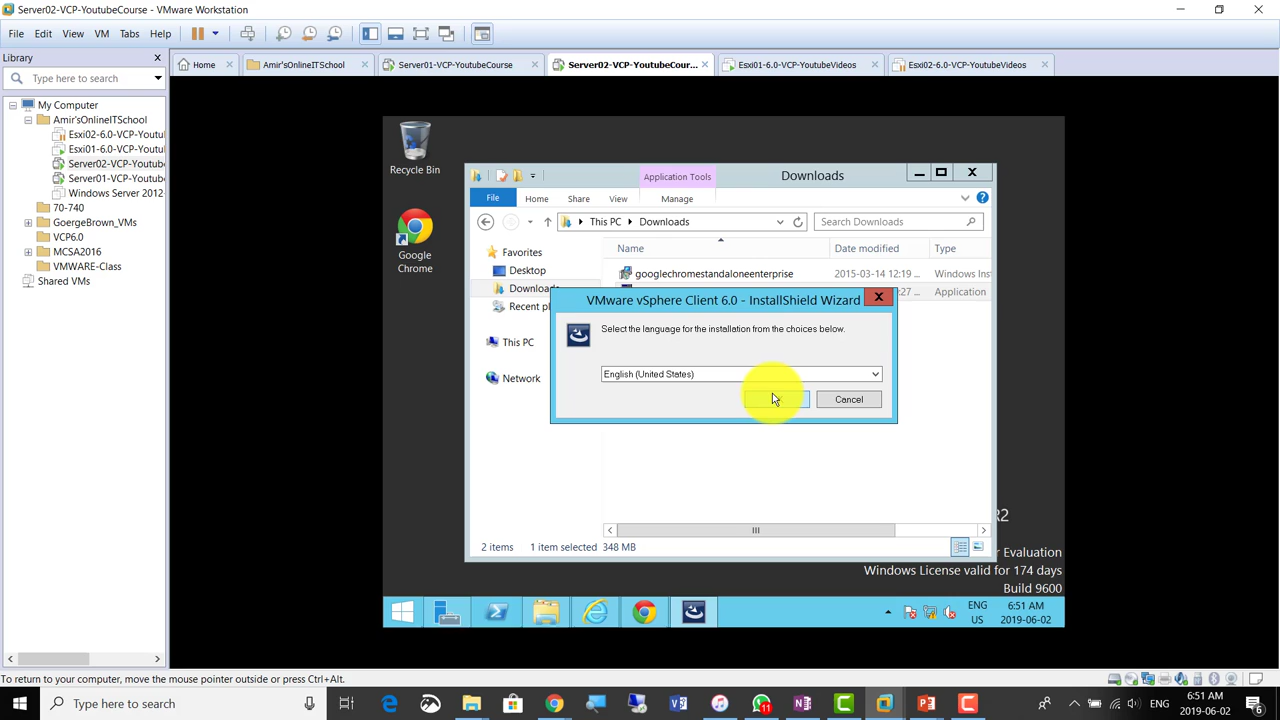 Server02-VCP-YoutubeCourse - VMware Workstation
File Edit View VM Tabs Help
Library
Type here to search
Home
Amir'sOnlineITSchool
Server01-VCP-YoutubeCourse
Server02-VCP-YoutubeCour...
Esxi01-6.0-VCP-YoutubeVideos
Esxi02-6.0-VCP-YoutubeVideos
My Computer
Amir'sOnlineITSchool
Esxi02-6.0-VCP-Youtu
Esxi01-6.0-VCP-Youtu
Server02-VCP-Youtube
Server01-VCP-Youtube
Windows Server 2012-
70-740
GoergeBrown_VMs
VCP6.0
MCSA2016
VMWARE-Class
Shared VMs
Recycle Bin
Google
Chrome
Application Tools
Downloads
File Home Share View Manage
This PC Downloads
Search Downloads
Favorites
Desktop
Downloads
Recent pl
This PC
Network
Name Date modified Type
googlechromestandaloneenterprise 2015-03-14 12:19 ... Windows Ins
:27 ... Application
VMware vSphere Client 6.0 - InstallShield Wizard
Select the language for the installation from the choices below.
English (United States)
Cancel
2 items 1 item selected 348 MB
R2
r Evaluation
Windows License valid for 174 days
Build 9600
ENG
US
6:51 AM
2019-06-02
To return to your computer, move the mouse pointer outside or press Ctrl+Alt.
Type here to search
11
ENG
6:51 AM
2019-06-02